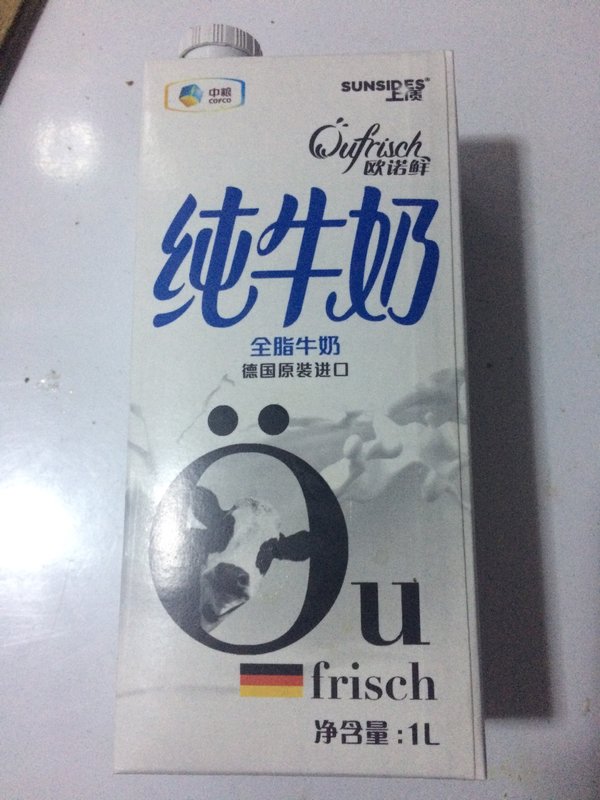 中粮
COFCO
SUNSIDES®
上质
Öufrisch
欧诺鲜
纯牛奶
全脂牛奶
德国原装进口
Öu
frisch
净含量:1L